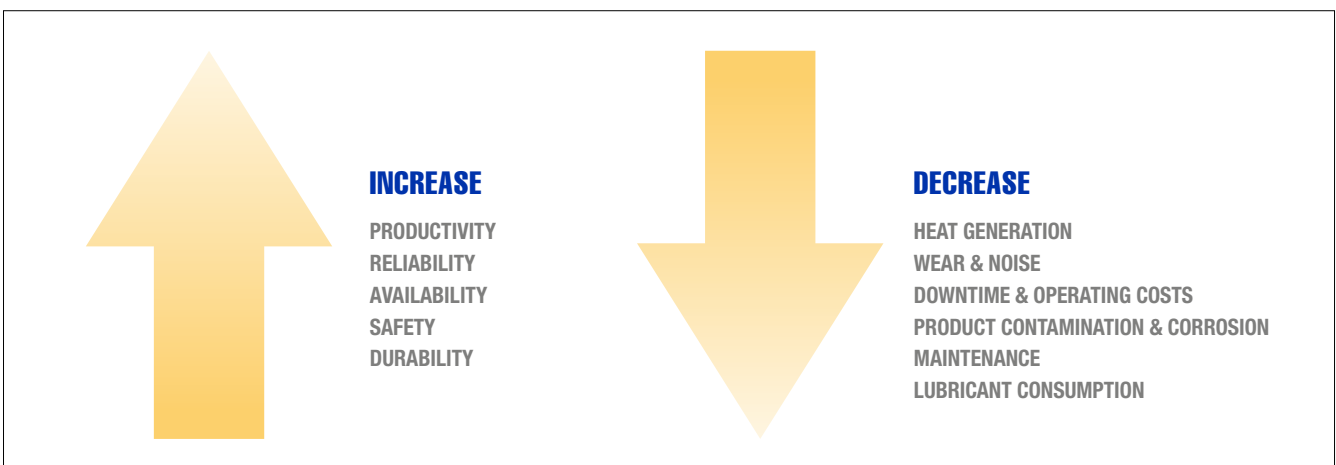 INCREASE
PRODUCTIVITY
RELIABILITY
AVAILABILITY
SAFETY
DURABILITY
DECREASE
HEAT GENERATION
WEAR & NOISE
DOWNTIME & OPERATING COSTS
PRODUCT CONTAMINATION & CORROSION
MAINTENANCE
LUBRICANT CONSUMPTION